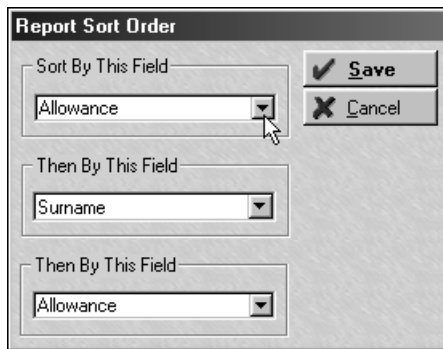 Report Sort Order
Sort By This Field
Allowance
Save
Cancel
Then By This Field
Surname
Then By This Field
Allowance